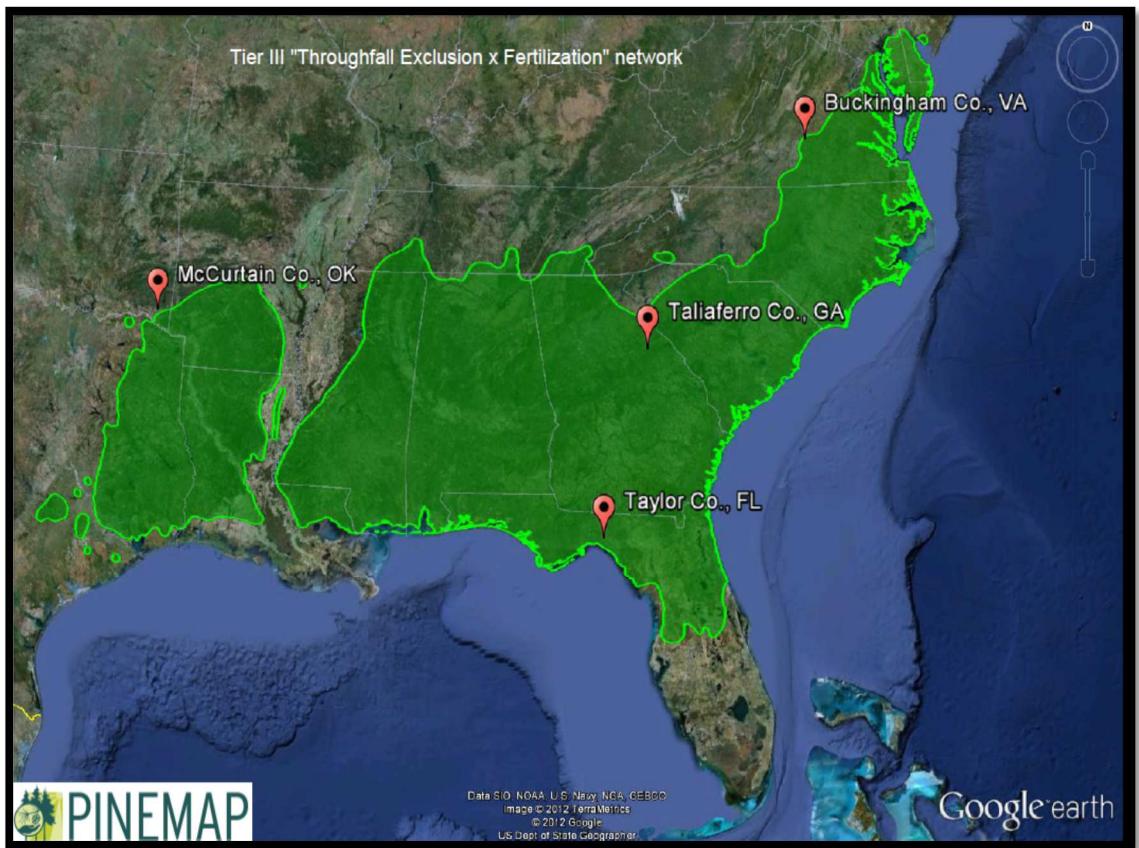 Tier III "Throughfall Exclusion x Fertilization" network
N
Buckingham Co., VA
McCurtain Co., OK
Taliaferro Co., GA
Taylor Co., FL
PINEMAP
Data SIO, NOAA, U.S. Navy, NGA, GEBCO
Image © 2012 TerraMetrics
© 2012 Google
US Dept of State Geographer
Google earth